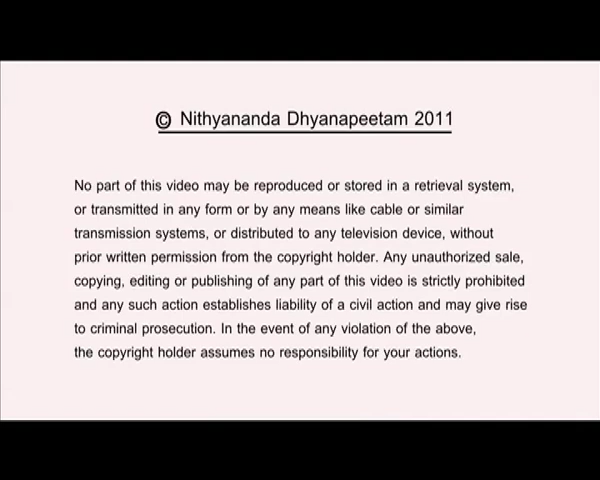 © Nithyananda Dhyanapeetam 2011
No part of this video may be reproduced or stored in a retrieval system,
or transmitted in any form or by any means like cable or similar
transmission systems, or distributed to any television device, without
prior written permission from the copyright holder. Any unauthorized sale,
copying, editing or publishing of any part of this video is strictly prohibited
and any such action establishes liability of a civil action and may give rise
to criminal prosecution. In the event of any violation of the above,
the copyright holder assumes no responsibility for your actions.